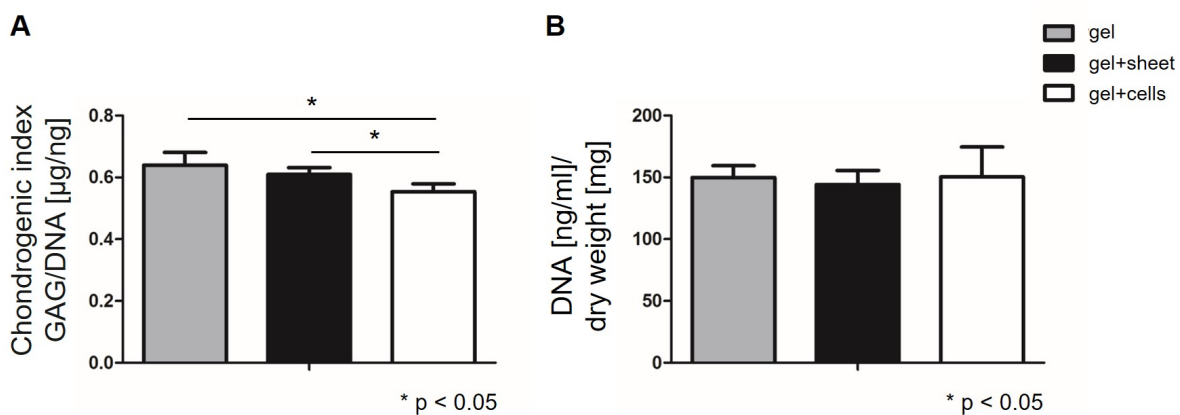 A
Chondrogenic index
GAG/DNA [µg/ng]
0.8
0.6
0.4
0.2
0.0
*
*
* p < 0.05
B
DNA [ng/ml]/
dry weight [mg]
200
150
100
50
0
* p < 0.05
gel
gel+sheet
gel+cells